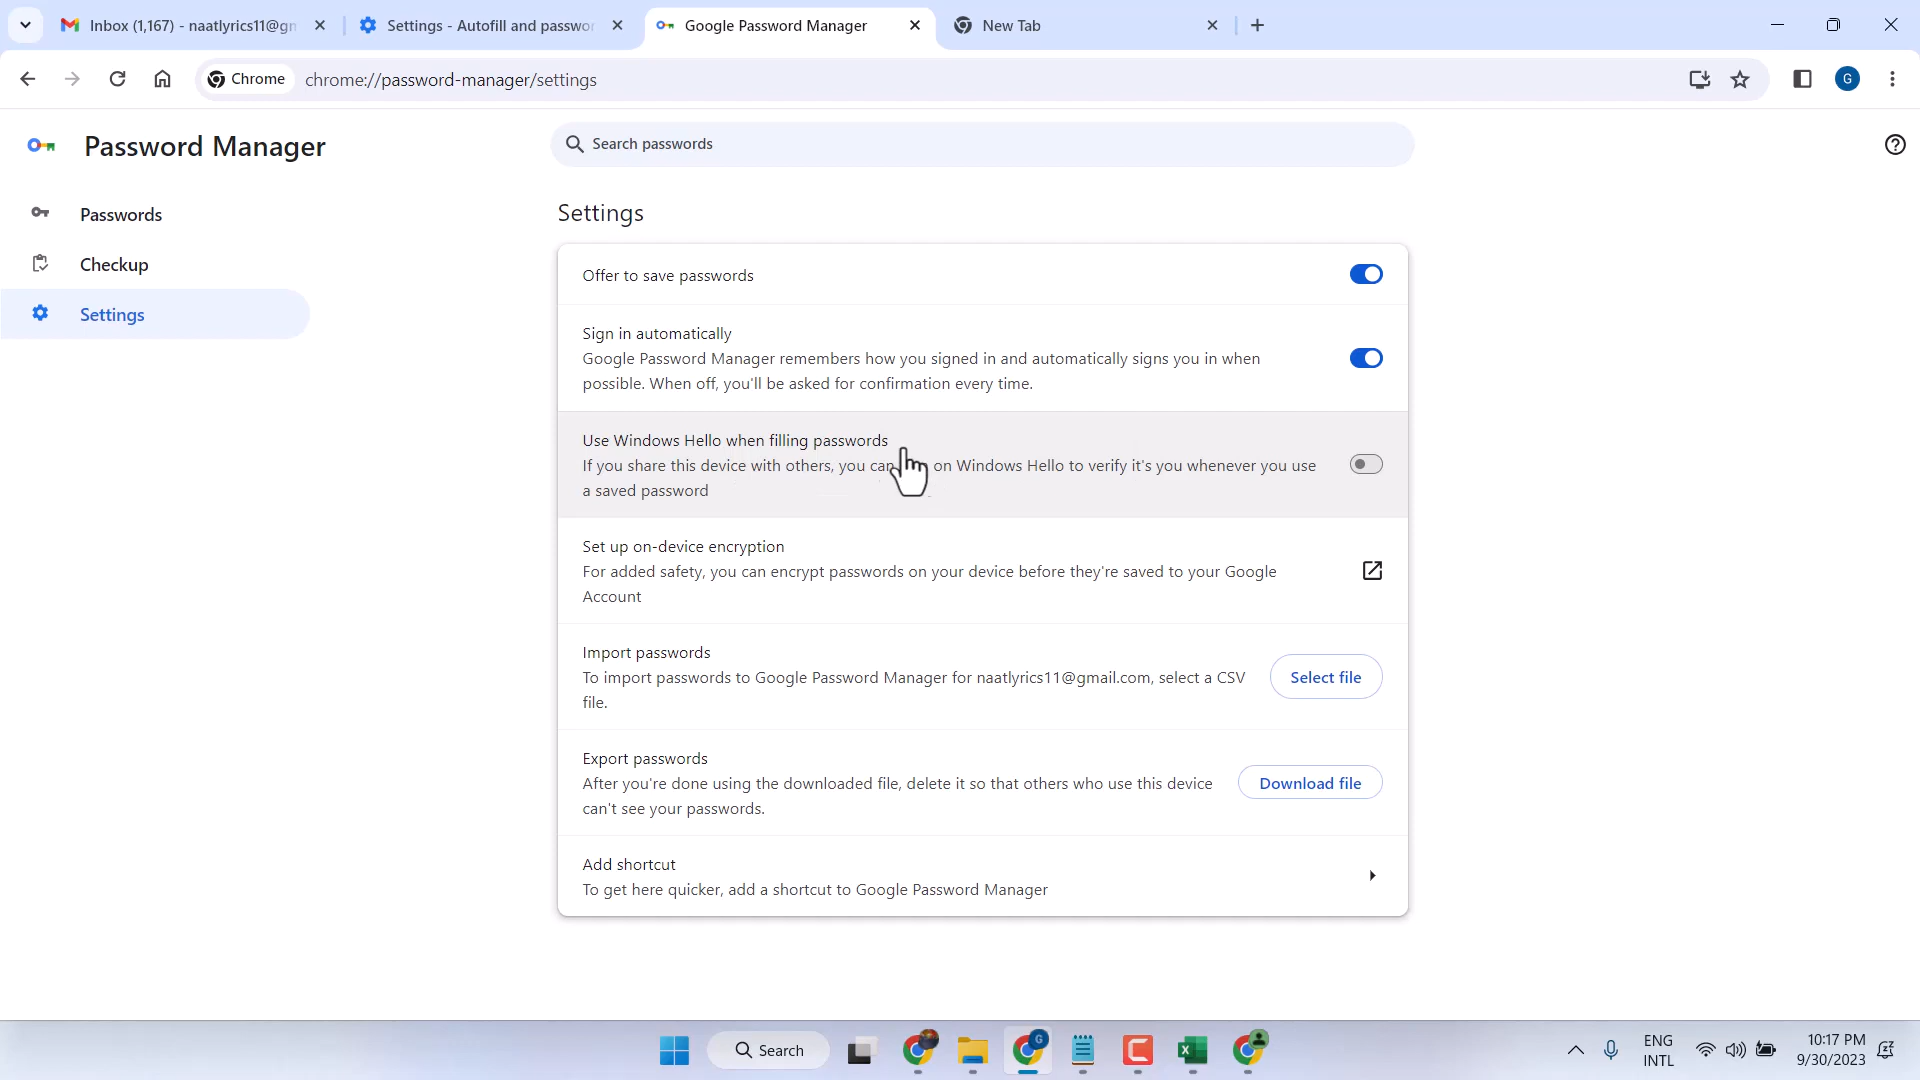 Inbox (1,167) - naatlyrics11@gn
Settings - Autofill and passwo
Google Password Manager
New Tab
Chrome
chrome://password-manager/settings
G
Password Manager
Search passwords
Passwords
Checkup
Settings
Settings
Offer to save passwords
Sign in automatically
Google Password Manager remembers how you signed in and automatically signs you in when
possible. When off, you'll be asked for confirmation every time.
Use Windows Hello when filling passwords
If you share this device with others, you can on Windows Hello to verify it's you whenever you use
a saved password
Set up on-device encryption
For added safety, you can encrypt passwords on your device before they're saved to your Google
Account
Import passwords
To import passwords to Google Password Manager for naatlyrics11@gmail.com, select a CSV
file.
Select file
Export passwords
After you're done using the downloaded file, delete it so that others who use this device
can't see your passwords.
Download file
Add shortcut
To get here quicker, add a shortcut to Google Password Manager
Search
G
ENG
INTL
10:17 PM
9/30/2023